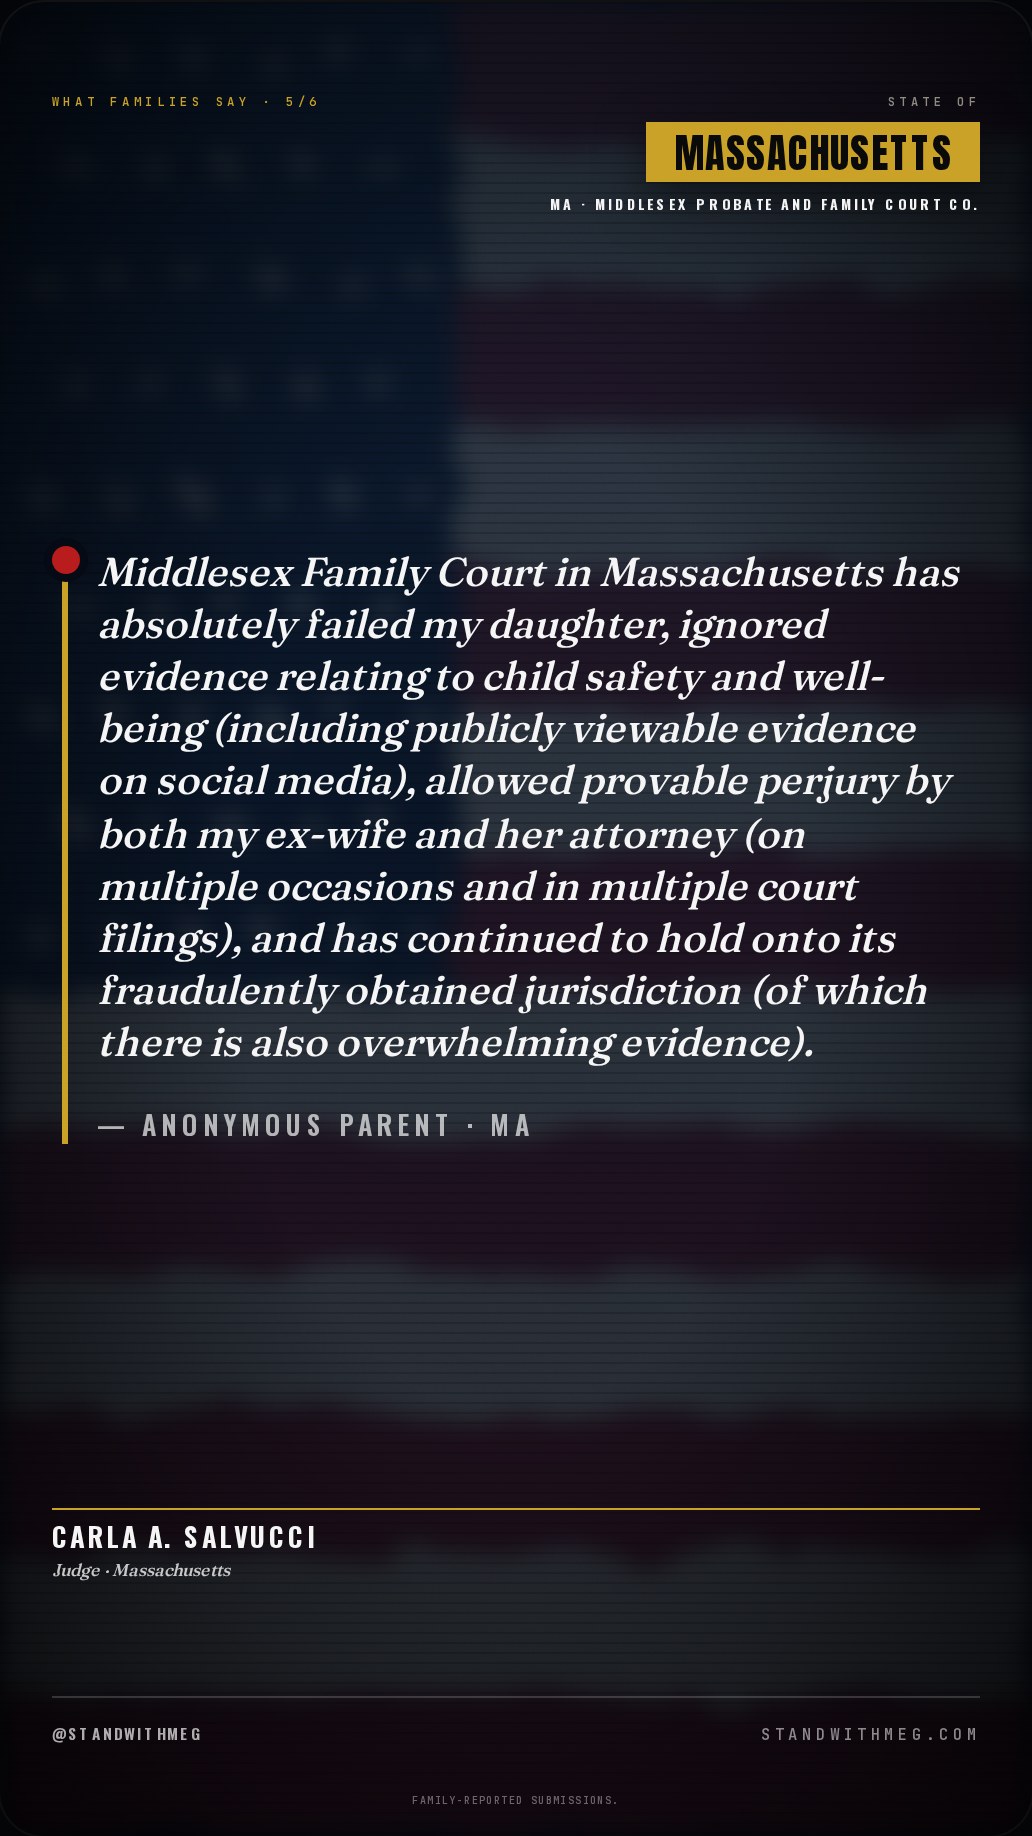 WHAT FAMILIES SAY · 5/6
STATE OF
MASSACHUSETTS
MA · MIDDLESEX PROBATE AND FAMILY COURT CO.
Middlesex Family Court in Massachusetts has
absolutely failed my daughter, ignored
evidence relating to child safety and well-
being (including publicly viewable evidence
on social media), allowed provable perjury by
both my ex-wife and her attorney (on
multiple occasions and in multiple court
filings), and has continued to hold onto its
fraudulently obtained jurisdiction (of which
there is also overwhelming evidence).
— ANONYMOUS PARENT · MA
CARLA A. SALVUCCI
Judge · Massachusetts
@STANDWITHMEG
STANDWITHMEG.COM
FAMILY-REPORTED SUBMISSIONS.